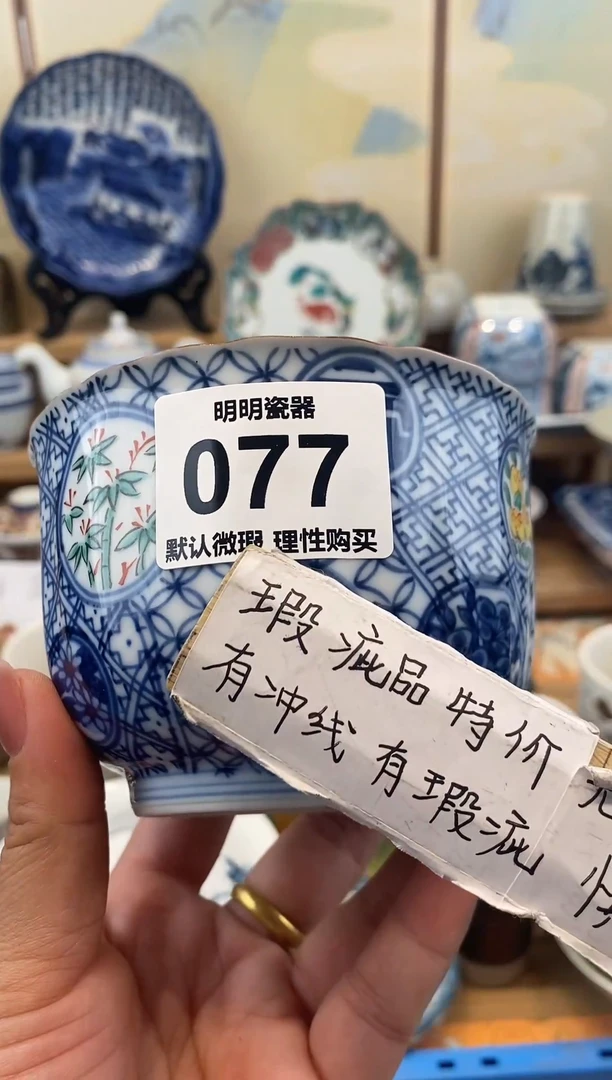 明明瓷器
077
默认微瑕 理性购买
瑕疵品 特价
有冲线 有瑕疵